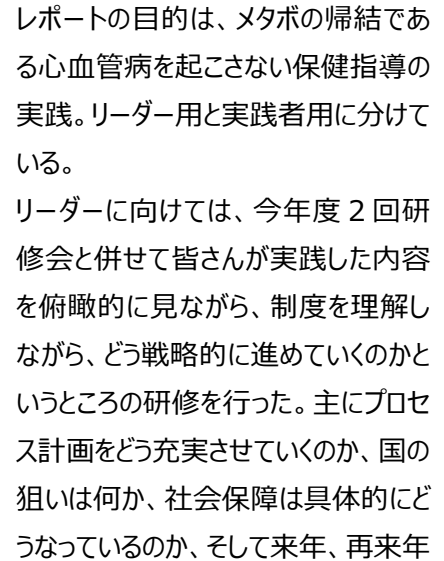 レポートの目的は、メタボの帰結であ
る心血管病を起こさない保健指導の
実践。リーダー用と実践者用に分けて
いる。
リーダーに向けては、今年度２回研
修会と併せて皆さんが実践した内容
を俯瞰的に見ながら、制度を理解し
ながら、どう戦略的に進めていくのかと
いうところの研修を行った。主にプロセ
ス計画をどう充実させていくのか、国の
狙いは何か、社会保障は具体的にど
うなっているのか、そして来年、再来年